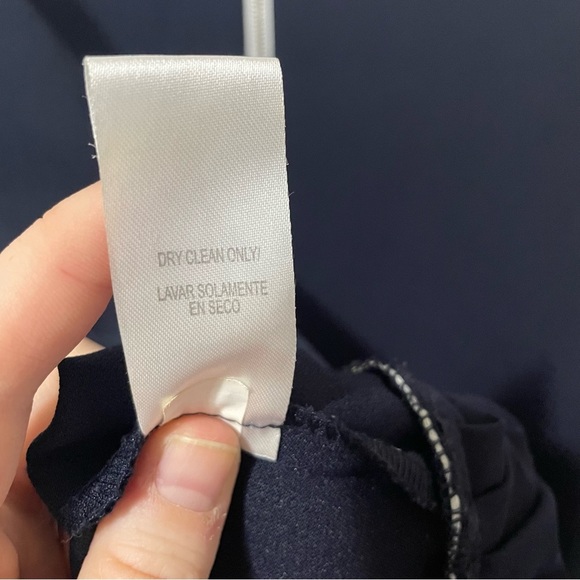 DRY CLEAN ONLY/
LAVAR SOLAMENTE
EN SECO